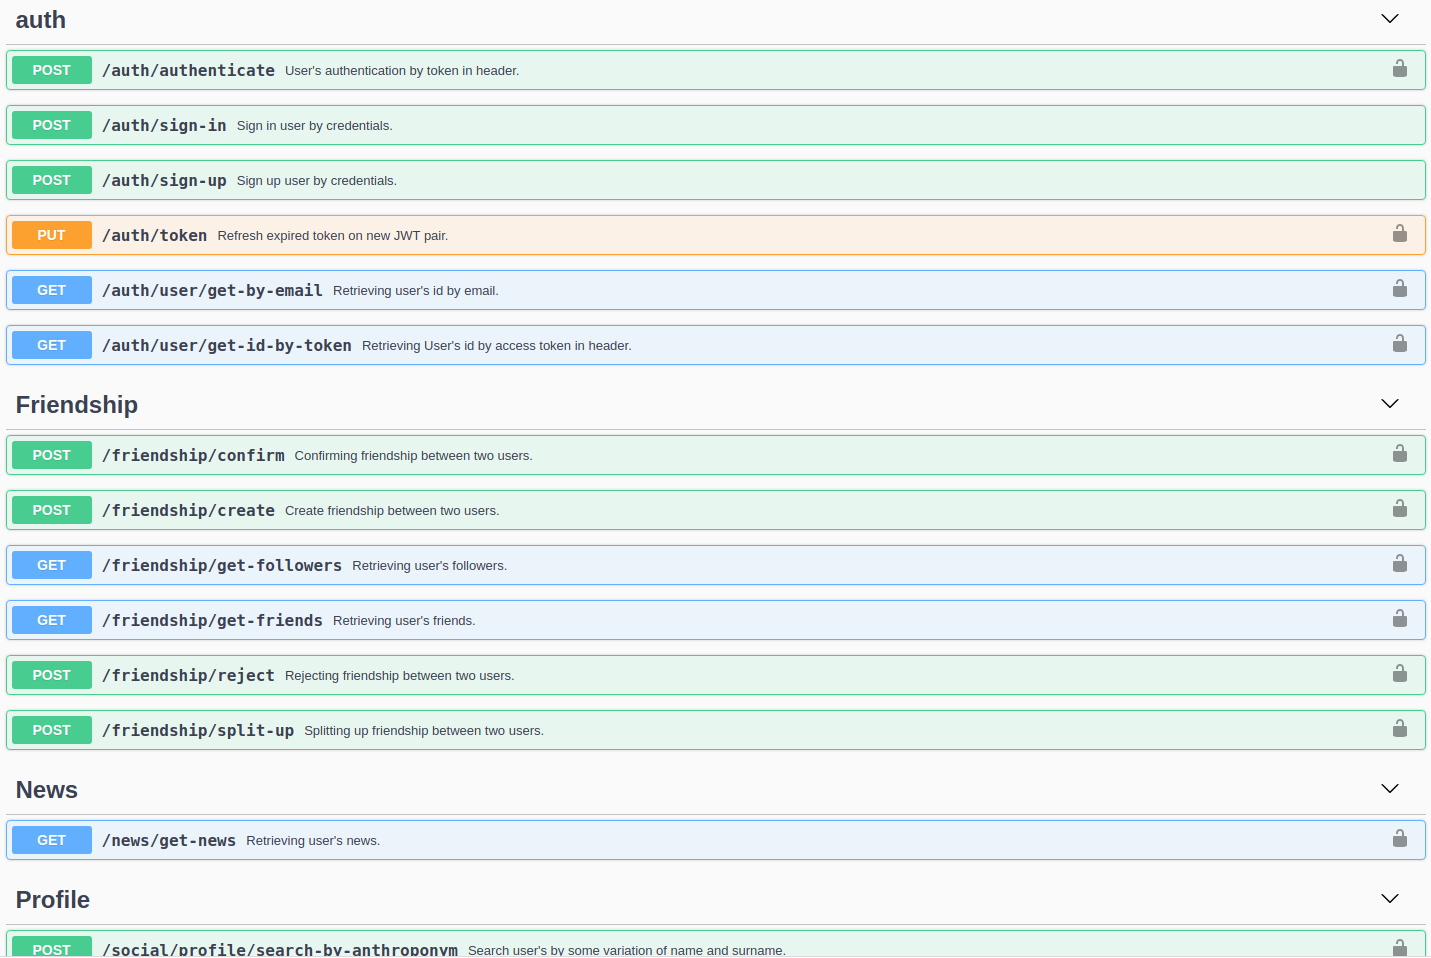 auth
POST /auth/authenticate User's authentication by token in header.
POST /auth/sign-in Sign in user by credentials.
POST /auth/sign-up Sign up user by credentials.
PUT /auth/token Refresh expired token on new JWT pair.
GET /auth/user/get-by-email Retrieving user's id by email.
GET /auth/user/get-id-by-token Retrieving User's id by access token in header.
Friendship
POST /friendship/confirm Confirming friendship between two users.
POST /friendship/create Create friendship between two users.
GET /friendship/get-followers Retrieving user's followers.
GET /friendship/get-friends Retrieving user's friends.
POST /friendship/reject Rejecting friendship between two users.
POST /friendship/split-up Splitting up friendship between two users.
News
GET /news/get-news Retrieving user's news.
Profile
POST /social/profile/search-by-anthroponym Search user's by some variation of name and surname.